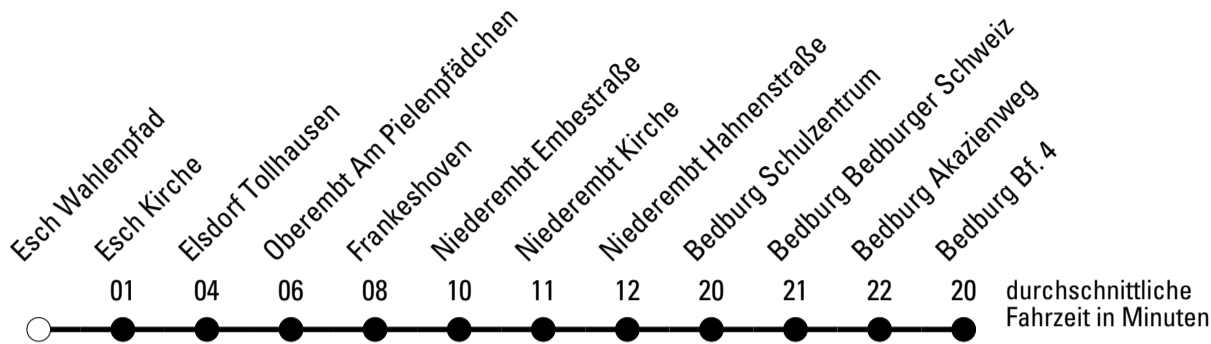 Esch Wahlenpfad
Esch Kirche
Elsdorf Tollhausen
Oberembt Am Pielenpfädchen
Frankeshoven
Niederembt Embestraße
Niederembt Kirche
Niederembt Hahnenstraße
Bedburg Schulzentrum
Bedburg Bedburger Schweiz
Bedburg Akazienweg
Bedburg Bf. 4
01 04 06 08 10 11 12 20 21 22 20
durchschnittliche
Fahrzeit in Minuten